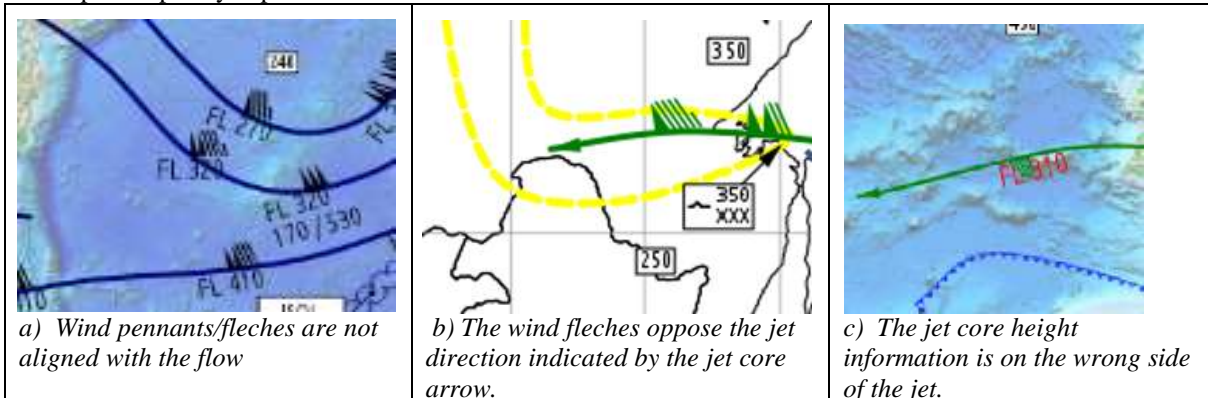 240
FL 270
FL 320
FL 320
170/530
FL 410
a) Wind pennants/fleches are not
aligned with the flow
350
350
XXX
250
b) The wind fleches oppose the jet
direction indicated by the jet core
arrow.
450
FL 310
c) The jet core height
information is on the wrong side
of the jet.